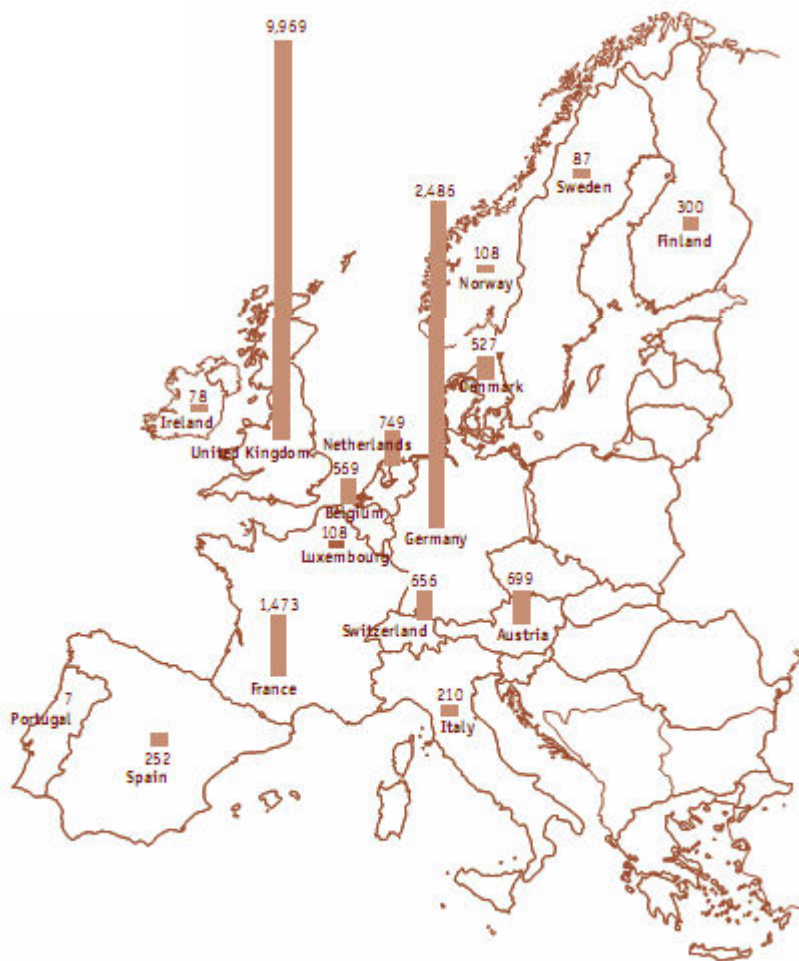 9,969
87
Sweden
2,486
300
Finland
108
Norway
527
Denmark
78
Ireland
749
Netherlands
United Kingdom
569
Belgium
Germany
108
Luxembourg
656
Switzerland
699
Austria
1,473
France
7
Portugal
210
Italy
252
Spain